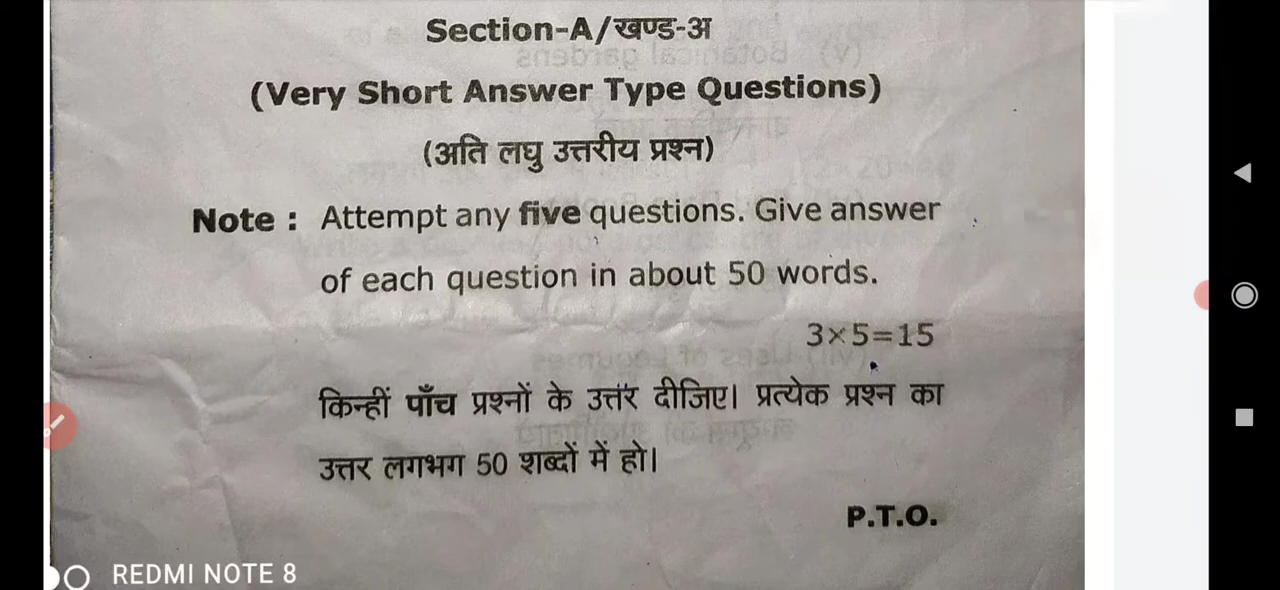 Section-A/खण्ड-अ
(Very Short Answer Type Questions)
(अति लघु उत्तरीय प्रश्न)
Note : Attempt any five questions. Give answer
of each question in about 50 words.
3×5=15
किन्हीं पाँच प्रश्नों के उत्तर दीजिए। प्रत्येक प्रश्न का
उत्तर लगभग 50 शब्दों में हो।
P.T.O.
REDMI NOTE 8